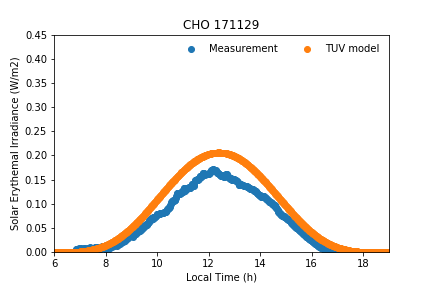 CHO 171129
Measurement
TUV model
Solar Erythemal Irradiance (W/m2)
0.45
0.40
0.35
0.30
0.25
0.20
0.15
0.10
0.05
0.00
6 8 10 12 14 16 18
Local Time (h)